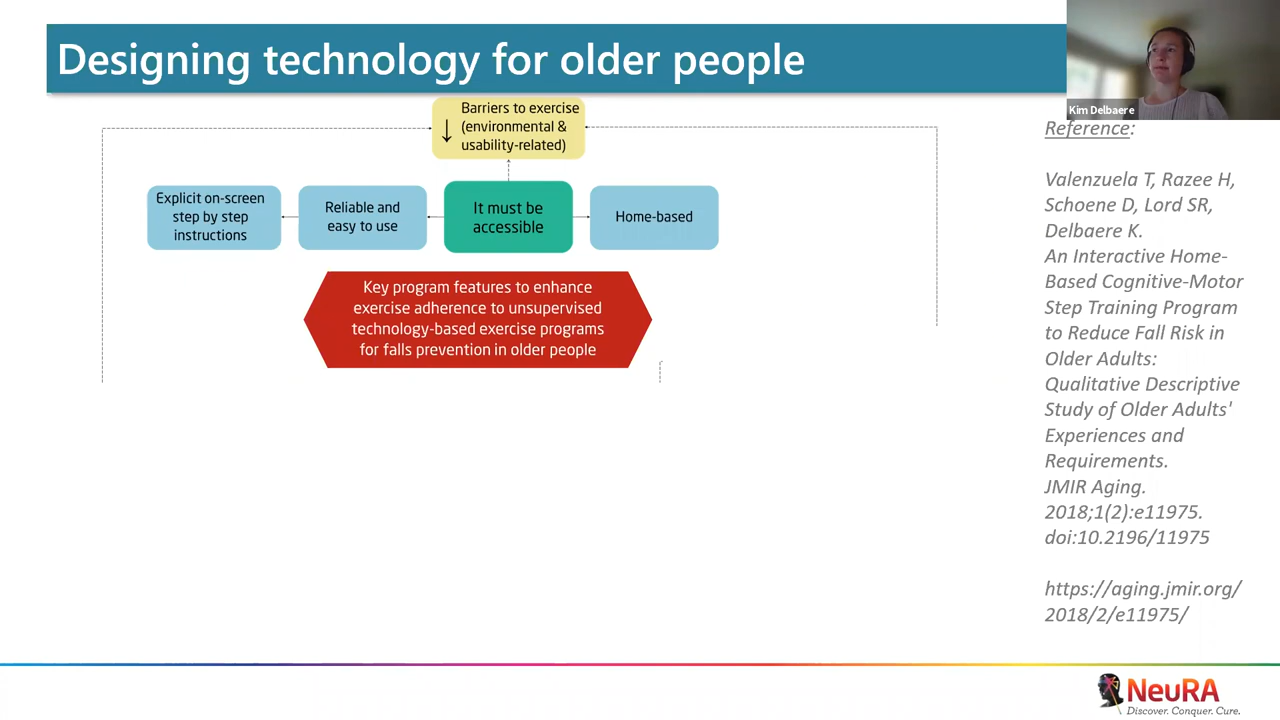 Designing technology for older people
Kim Delbaere
Barriers to exercise
(environmental &
usability-related)
Explicit on-screen
step by step
instructions
Reliable and
easy to use
It must be
accessible
Home-based
Key program features to enhance
exercise adherence to unsupervised
technology-based exercise programs
for falls prevention in older people
Reference:
Valenzuela T, Razee H,
Schoene D, Lord SR,
Delbaere K.
An Interactive Home-
Based Cognitive-Motor
Step Training Program
to Reduce Fall Risk in
Older Adults:
Qualitative Descriptive
Study of Older Adults'
Experiences and
Requirements.
JMIR Aging.
2018;1(2):e11975.
doi:10.2196/11975
https://aging.jmir.org/
2018/2/e11975/
NeuRA
Discover. Conquer. Cure.